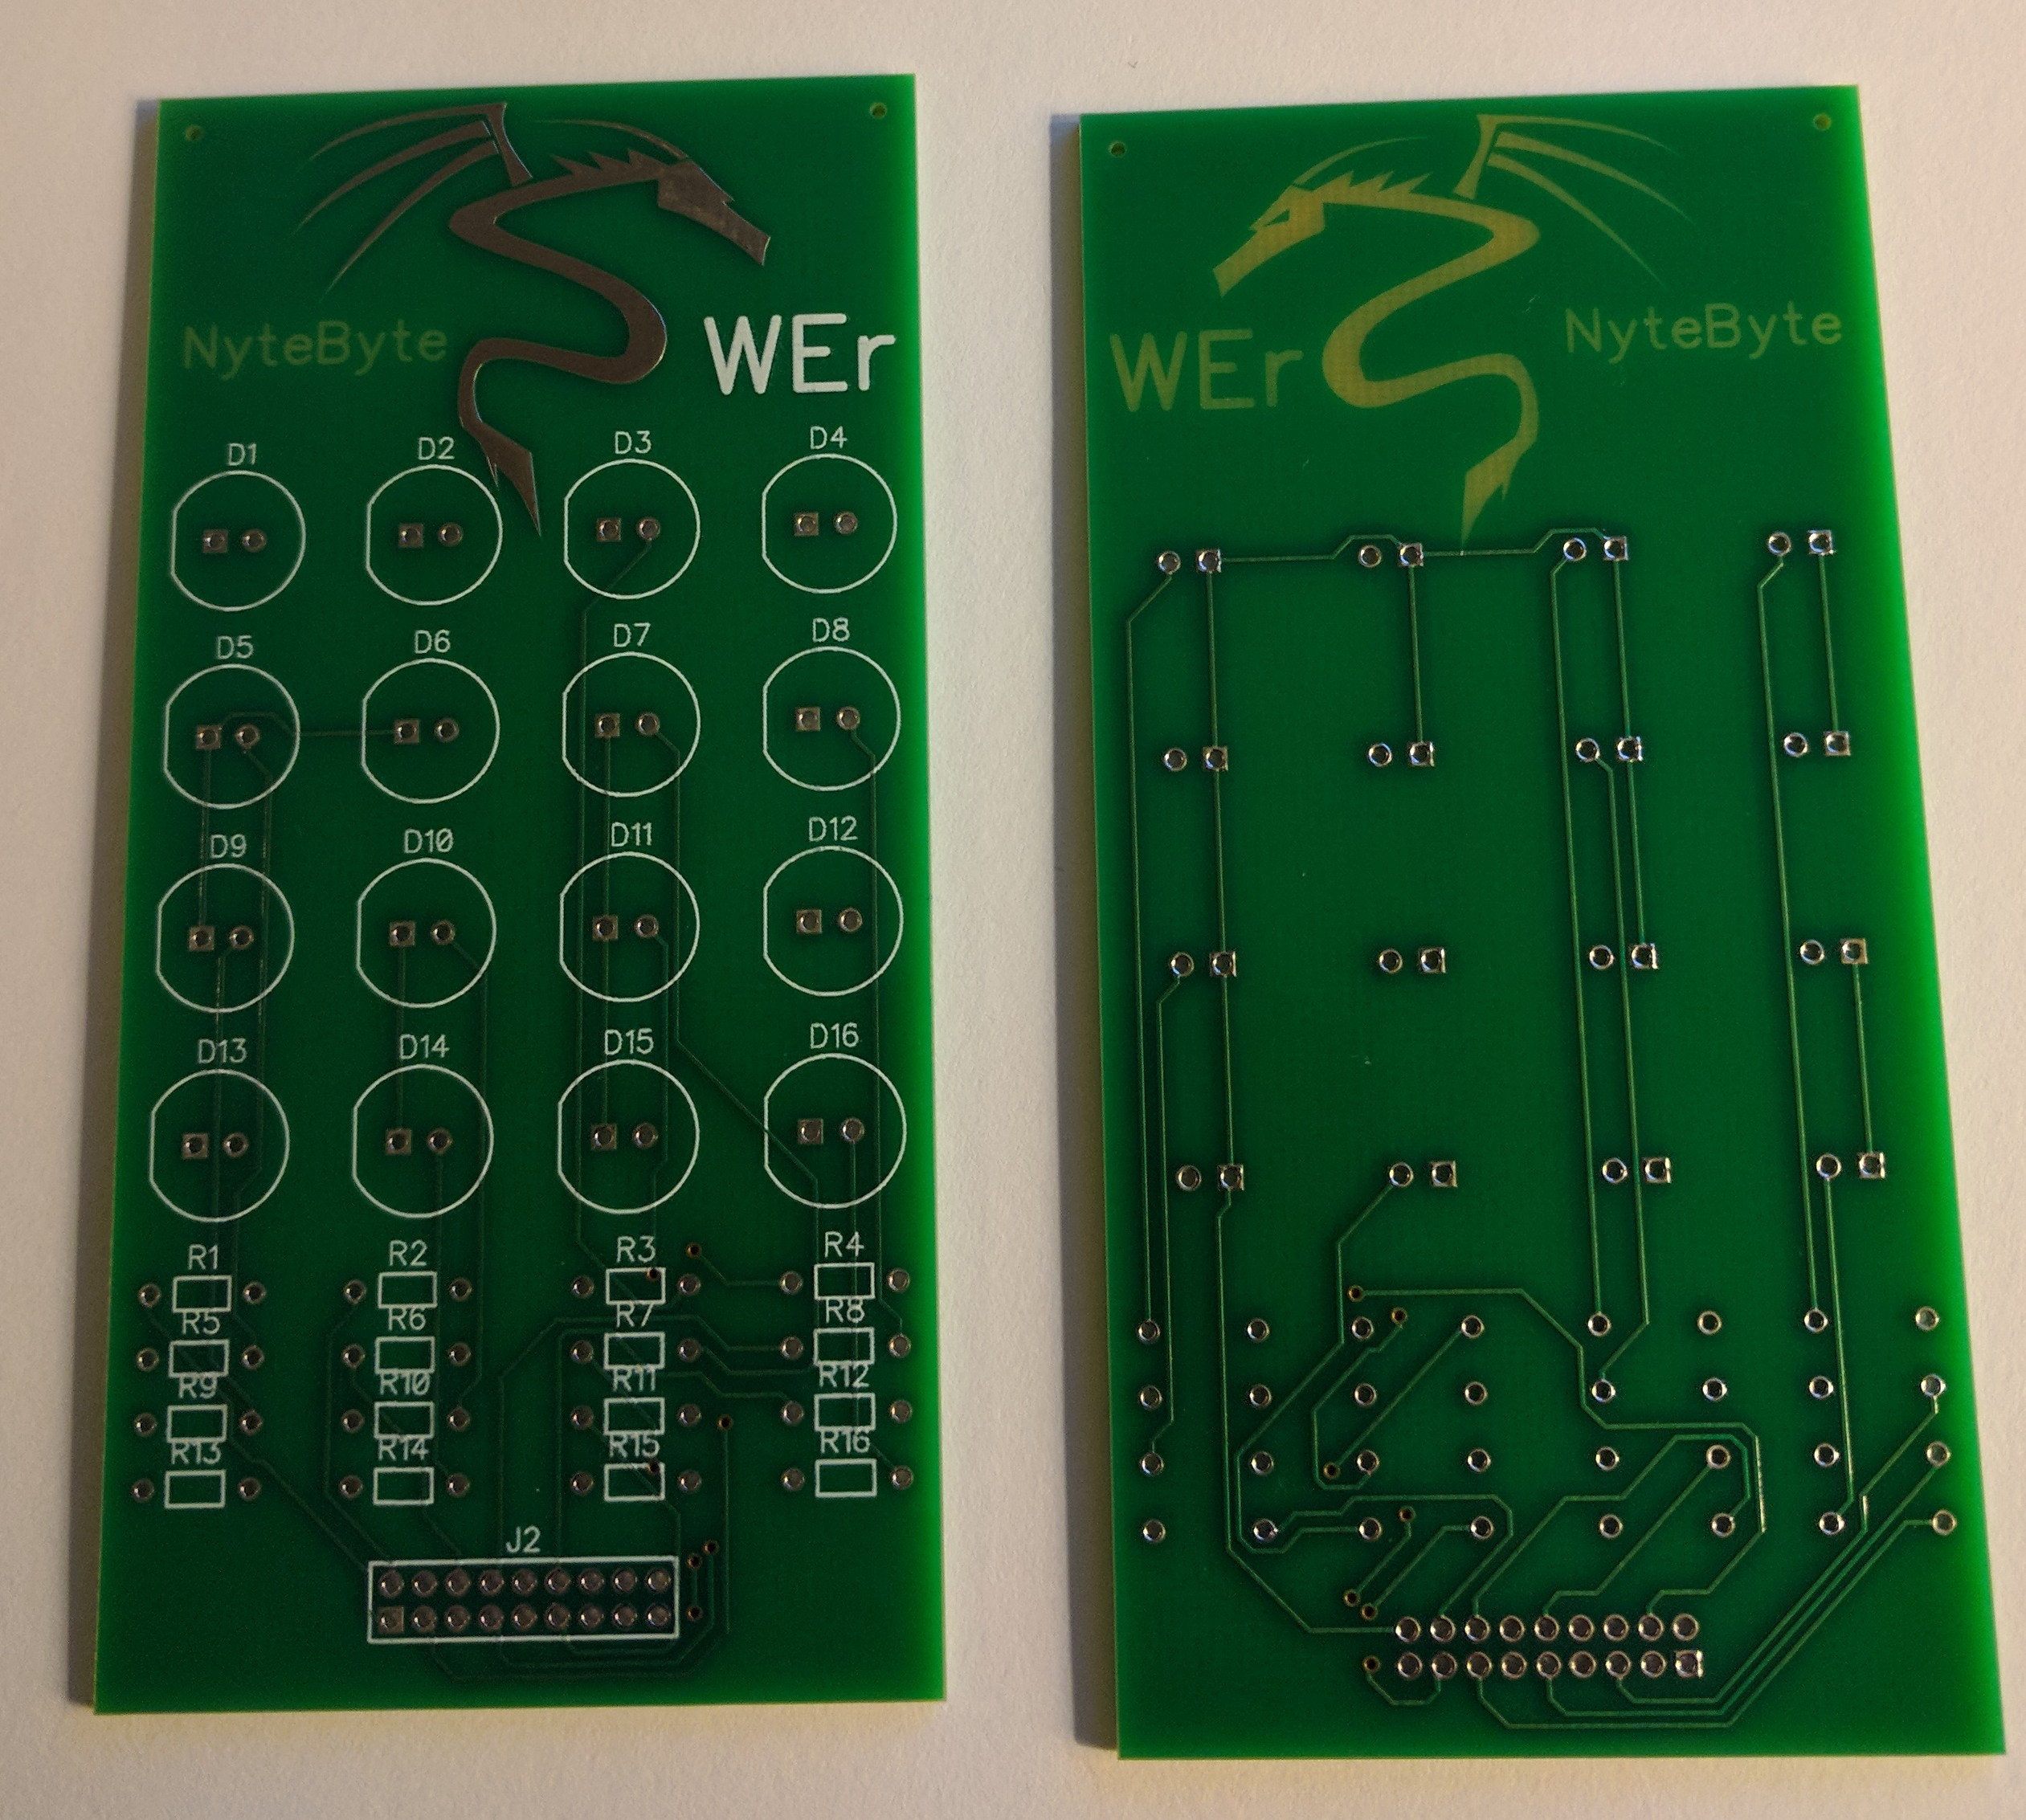 NyteByte WEr
D1 D2 D3 D4
D5 D6 D7 D8
D9 D10 D11 D12
D13 D14 D15 D16
R1 R2 R3 R4
R5 R6 R7 R8
R9 R10 R11 R12
R13 R14 R15 R16
J2
WEr NyteByte